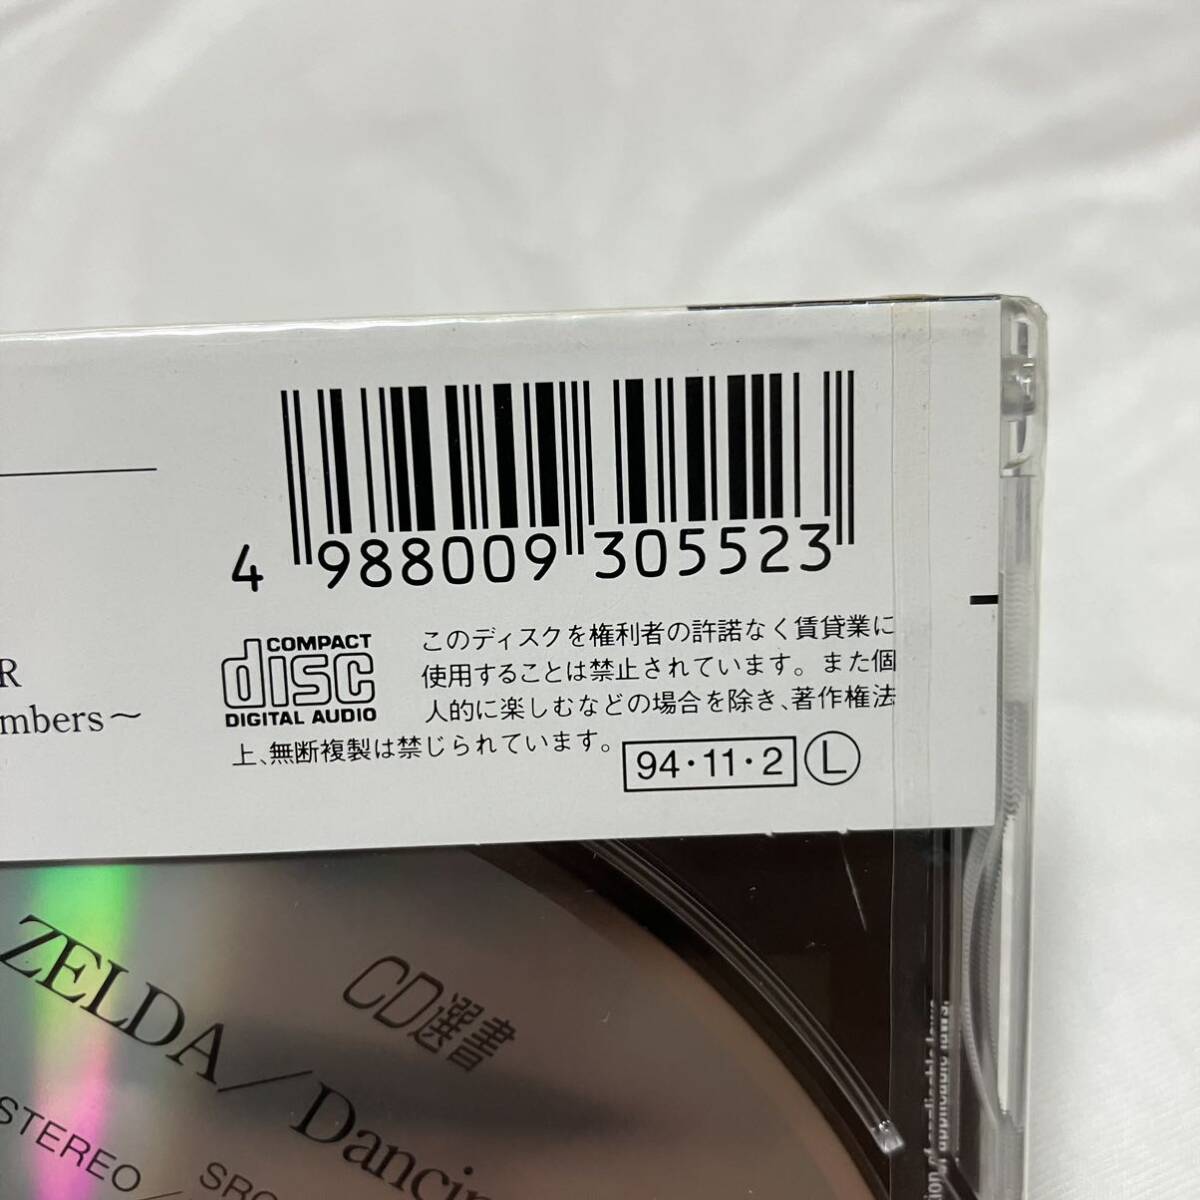 4 988009 305523
COMPACT
disc
DIGITAL AUDIO
このディスクを権利者の許諾なく賃貸業に
使用することは禁止されています。また個
人的に楽しむなどの場合を除き、著作権法
上、無断複製は禁じられています。
94・11・2 Ⓛ
R
mbers〜
CD選書
ZELDA/Dancin
STEREO/
SRC
applicable laws.